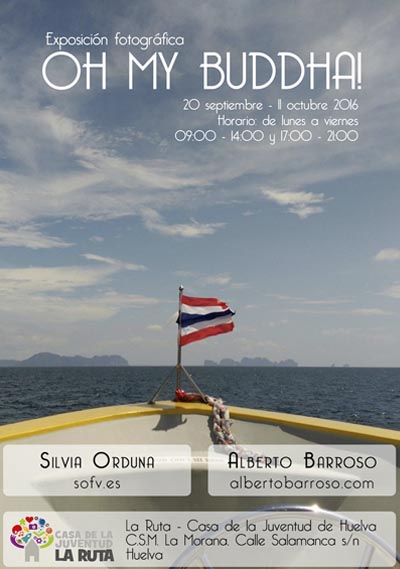 Exposición fotográfica
OH MY BUDDHA!
20 septiembre - 11 octubre 2016
Horario: de lunes a viernes
09:00 - 14:00 y 17:00 - 21:00
SILVIA ORDUNA
sofv.es
ALBERTO BARROSO
albertobarroso.com
CASA DE LA
JUVENTUD
LA RUTA
La Ruta - Casa de la Juventud de Huelva
C.S.M. La Morana. Calle Salamanca s/n
Huelva